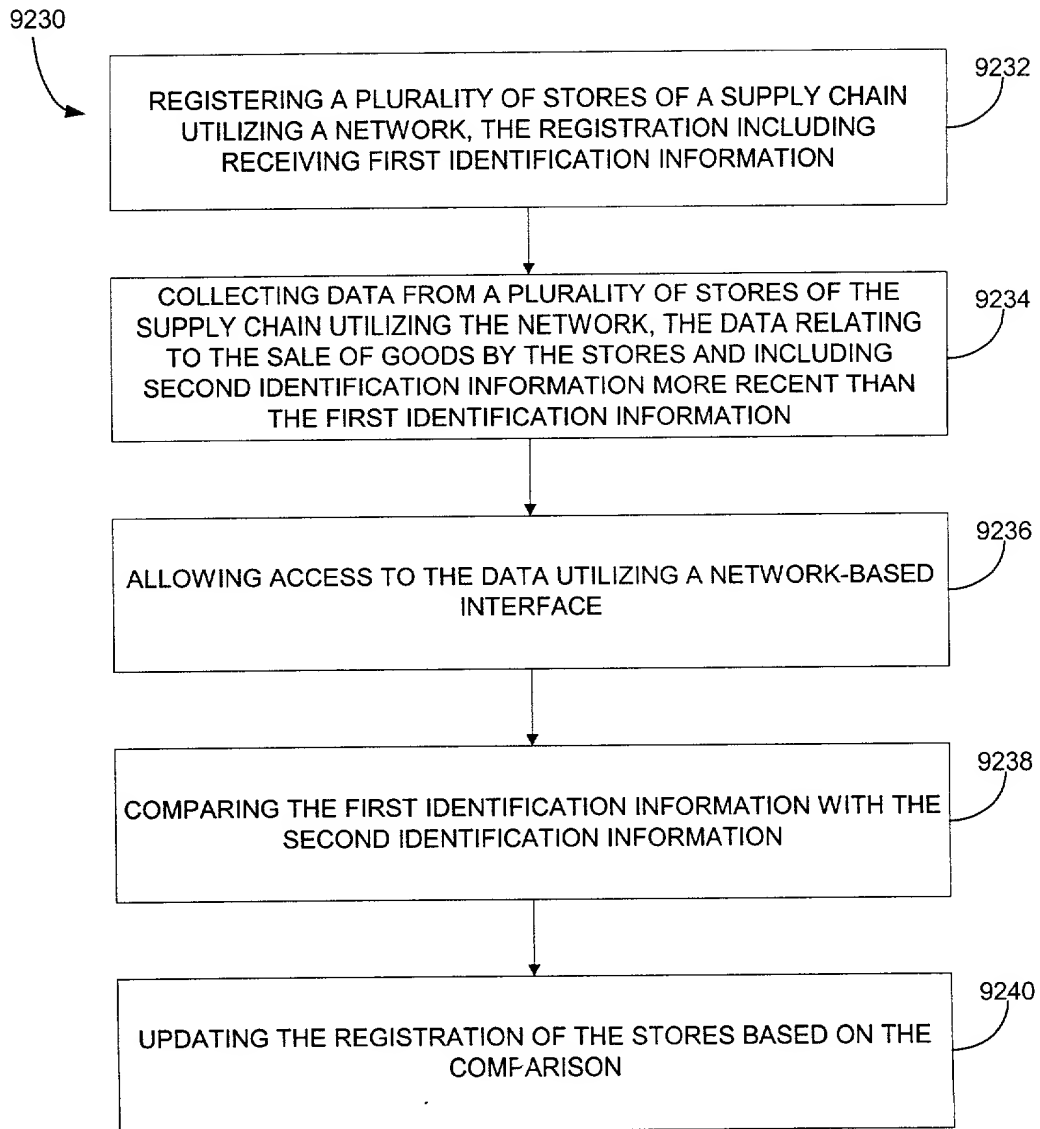 9230
9232
REGISTERING A PLURALITY OF STORES OF A SUPPLY CHAIN
UTILIZING A NETWORK, THE REGISTRATION INCLUDING
RECEIVING FIRST IDENTIFICATION INFORMATION
9234
COLLECTING DATA FROM A PLURALITY OF STORES OF THE
SUPPLY CHAIN UTILIZING THE NETWORK, THE DATA RELATING
TO THE SALE OF GOODS BY THE STORES AND INCLUDING
SECOND IDENTIFICATION INFORMATION MORE RECENT THAN
THE FIRST IDENTIFICATION INFORMATION
9236
ALLOWING ACCESS TO THE DATA UTILIZING A NETWORK-BASED
INTERFACE
9238
COMPARING THE FIRST IDENTIFICATION INFORMATION WITH THE
SECOND IDENTIFICATION INFORMATION
9240
UPDATING THE REGISTRATION OF THE STORES BASED ON THE
COMPARISON